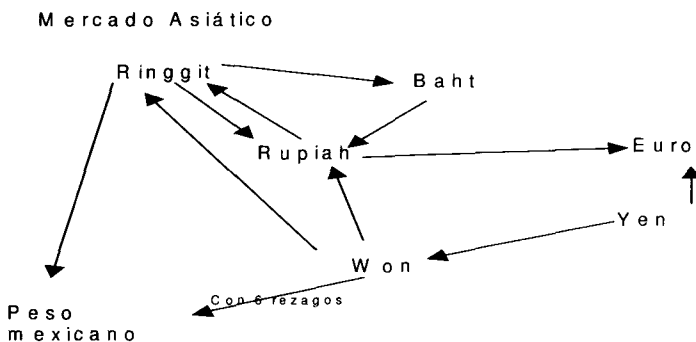 Mercado Asiático
Ringgit
Baht
Rupiah
Euro
Yen
Won
Con 6 rezagos
Peso
mexicano